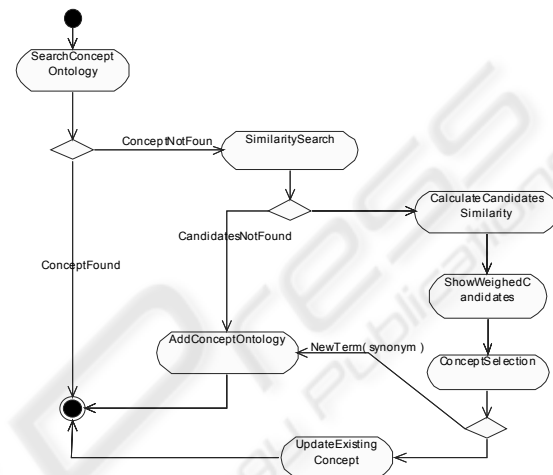 SearchConcept
Ontology
ConceptNotFoun
SimilaritySearch
CalculateCandidates
Similarity
CandidatesNotFound
ConceptFound
ShowWeighedC
andidates
AddConceptOntology
NewTerm( synonym )
ConceptSelection
UpdateExisting
Concept